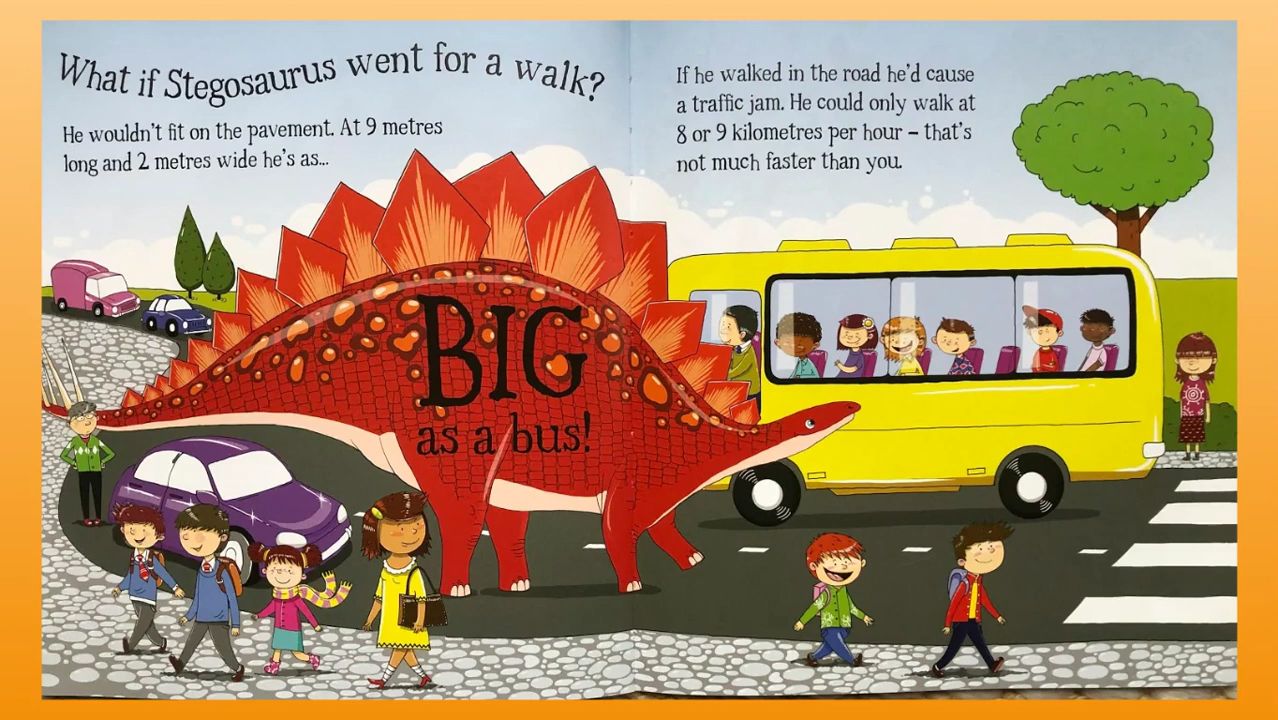 What if Stegosaurus went for a walk?
He wouldn't fit on the pavement. At 9 metres
long and 2 metres wide he's as...
BIG
as a bus!
If he walked in the road he'd cause
a traffic jam. He could only walk at
8 or 9 kilometres per hour – that's
not much faster than you.